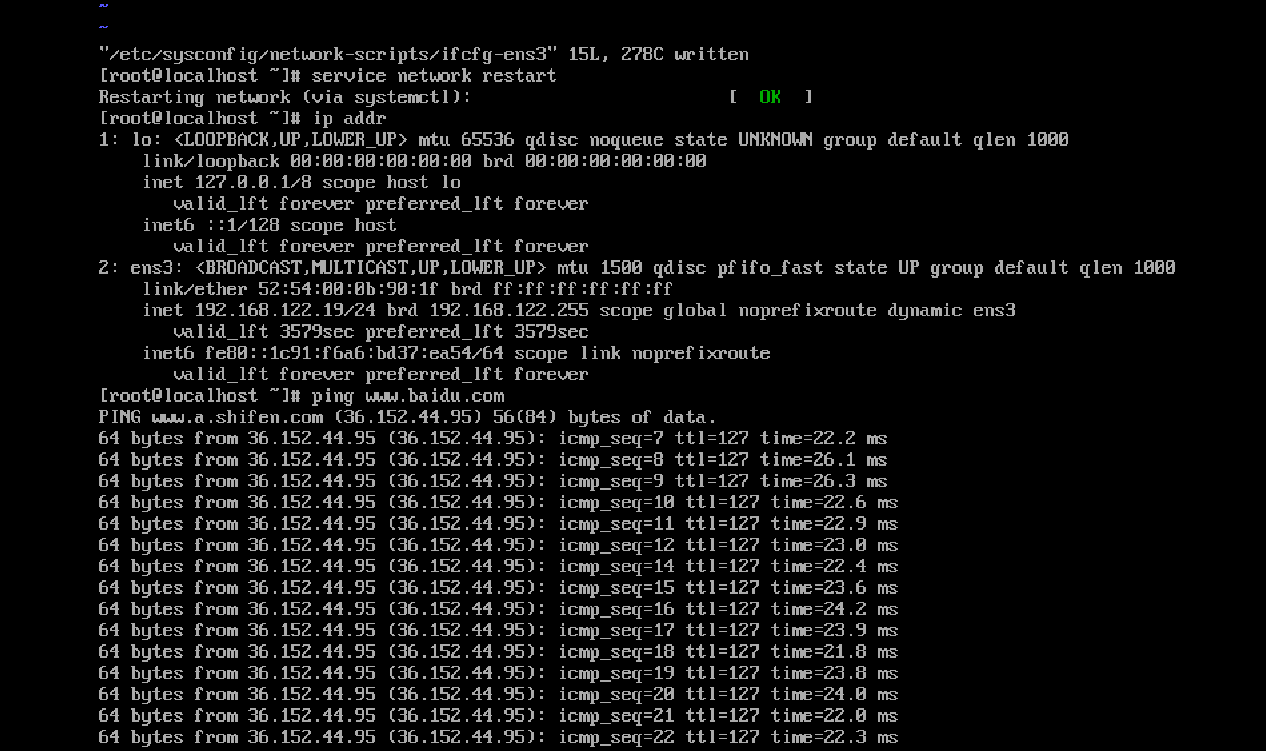 ~
~
"/etc/sysconfig/network-scripts/ifcfg-ens3" 15L, 278C written
[root@localhost ~]# service network restart
Restarting network (via systemctl):                        [  OK  ]
[root@localhost ~]# ip addr
1: lo: <LOOPBACK,UP,LOWER_UP> mtu 65536 qdisc noqueue state UNKNOWN group default qlen 1000
    link/loopback 00:00:00:00:00:00 brd 00:00:00:00:00:00
    inet 127.0.0.1/8 scope host lo
       valid_lft forever preferred_lft forever
    inet6 ::1/128 scope host
       valid_lft forever preferred_lft forever
2: ens3: <BROADCAST,MULTICAST,UP,LOWER_UP> mtu 1500 qdisc pfifo_fast state UP group default qlen 1000
    link/ether 52:54:00:0b:90:1f brd ff:ff:ff:ff:ff:ff
    inet 192.168.122.19/24 brd 192.168.122.255 scope global noprefixroute dynamic ens3
       valid_lft 3579sec preferred_lft 3579sec
    inet6 fe80::1c91:f6a6:bd37:ea54/64 scope link noprefixroute
       valid_lft forever preferred_lft forever
[root@localhost ~]# ping www.baidu.com
PING www.a.shifen.com (36.152.44.95) 56(84) bytes of data.
64 bytes from 36.152.44.95 (36.152.44.95): icmp_seq=7 ttl=127 time=22.2 ms
64 bytes from 36.152.44.95 (36.152.44.95): icmp_seq=8 ttl=127 time=26.1 ms
64 bytes from 36.152.44.95 (36.152.44.95): icmp_seq=9 ttl=127 time=26.3 ms
64 bytes from 36.152.44.95 (36.152.44.95): icmp_seq=10 ttl=127 time=22.6 ms
64 bytes from 36.152.44.95 (36.152.44.95): icmp_seq=11 ttl=127 time=22.9 ms
64 bytes from 36.152.44.95 (36.152.44.95): icmp_seq=12 ttl=127 time=23.0 ms
64 bytes from 36.152.44.95 (36.152.44.95): icmp_seq=14 ttl=127 time=22.4 ms
64 bytes from 36.152.44.95 (36.152.44.95): icmp_seq=15 ttl=127 time=23.6 ms
64 bytes from 36.152.44.95 (36.152.44.95): icmp_seq=16 ttl=127 time=24.2 ms
64 bytes from 36.152.44.95 (36.152.44.95): icmp_seq=17 ttl=127 time=23.9 ms
64 bytes from 36.152.44.95 (36.152.44.95): icmp_seq=18 ttl=127 time=21.8 ms
64 bytes from 36.152.44.95 (36.152.44.95): icmp_seq=19 ttl=127 time=23.8 ms
64 bytes from 36.152.44.95 (36.152.44.95): icmp_seq=20 ttl=127 time=24.0 ms
64 bytes from 36.152.44.95 (36.152.44.95): icmp_seq=21 ttl=127 time=22.0 ms
64 bytes from 36.152.44.95 (36.152.44.95): icmp_seq=22 ttl=127 time=22.3 ms